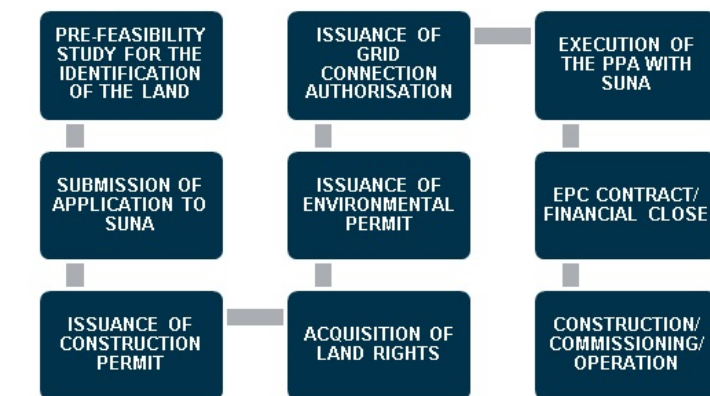 PRE-FEASIBILITY
STUDY FOR THE
IDENTIFICATION
OF THE LAND
SUBMISSION OF
APPLICATION TO
SUNA
ISSUANCE OF
CONSTRUCTION
PERMIT
ACQUISITION OF
LAND RIGHTS
ISSUANCE OF
ENVIRONMENTAL
PERMIT
ISSUANCE OF
GRID
CONNECTION
AUTHORISATION
EXECUTION OF
THE PPA WITH
SUNA
EPC CONTRACT/
FINANCIAL CLOSE
CONSTRUCTION/
COMMISSIONING/
OPERATION